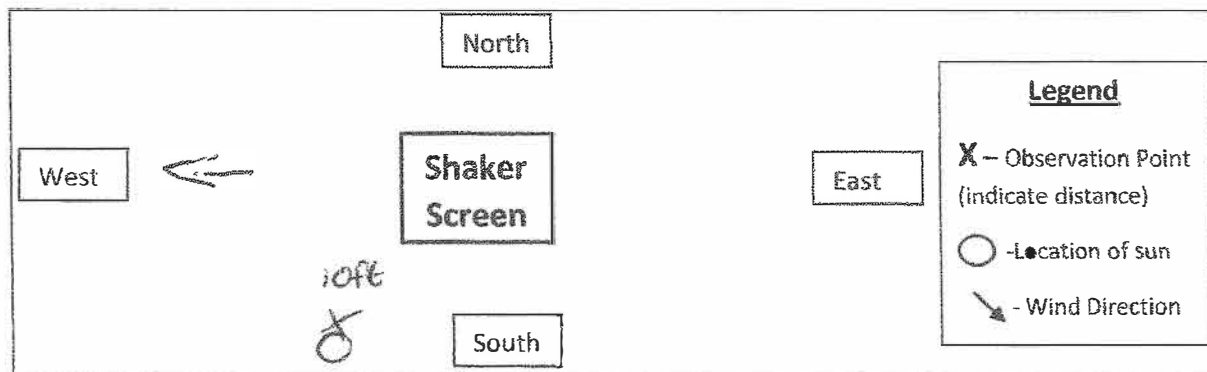 North
Legend
West
Shaker
Screen
East
X – Observation Point
(indicate distance)
-Location of sun
10ft
X
- Wind Direction
South